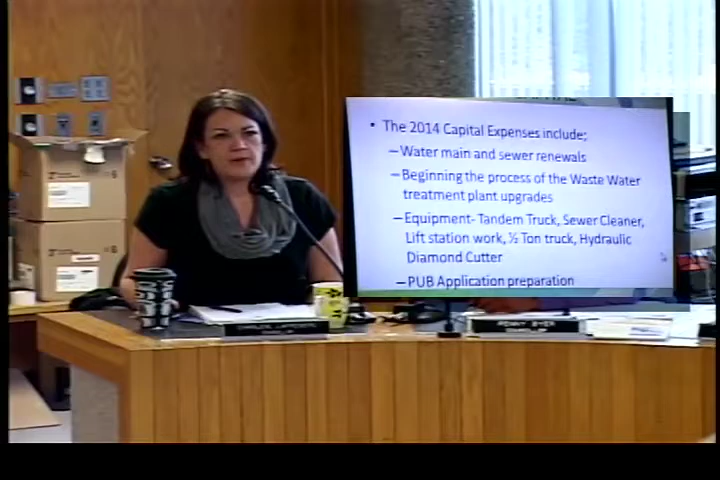 • The 2014 Capital Expenses include;
–Water main and sewer renewals
–Beginning the process of the Waste Water
treatment plant upgrades
–Equipment- Tandem Truck, Sewer Cleaner,
Lift station work, ½ Ton truck, Hydraulic
Diamond Cutter
–PUB Application preparation
PENNY DYER